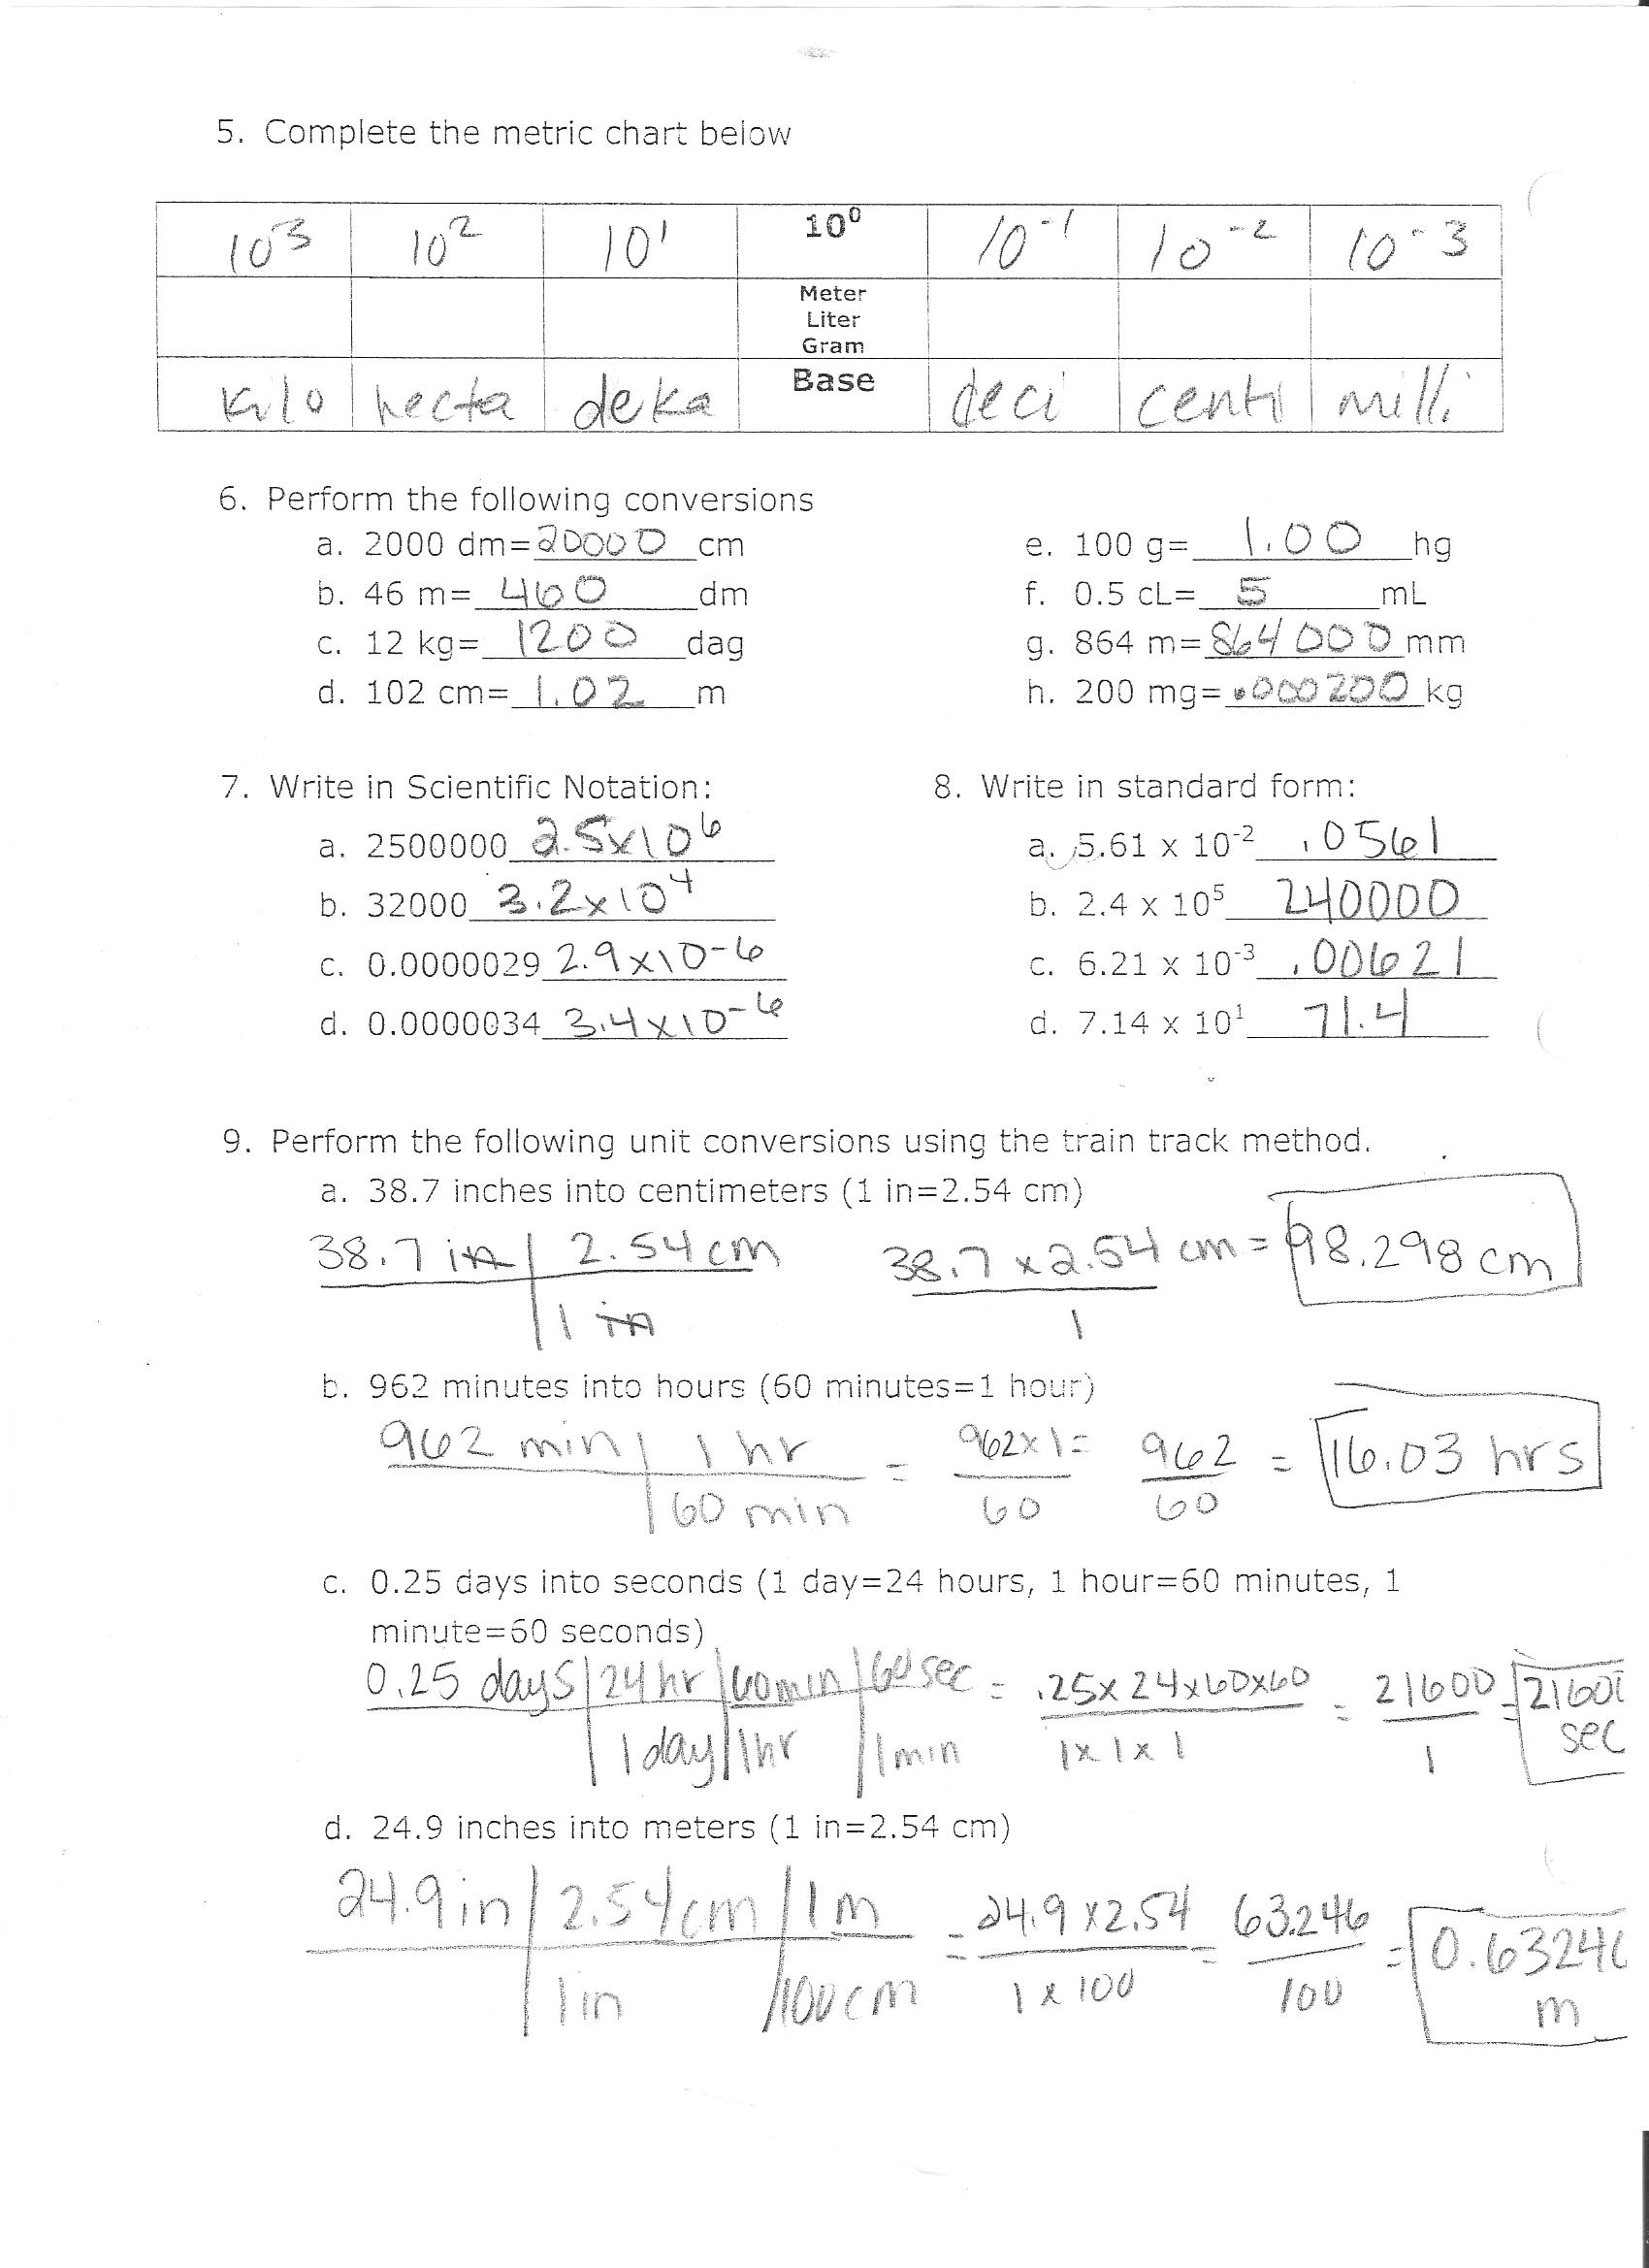 5. Complete the metric chart below
10³ 10² 10¹ 10⁰ 10⁻¹ 10⁻² 10⁻³
Meter
Liter
Gram
Kilo hecta deka Base deci centi milli
6. Perform the following conversions
a. 2000 dm=20000 cm
b. 46 m= 460 dm
c. 12 kg= 1200 dag
d. 102 cm= 1.02 m
e. 100 g= 1.00 hg
f. 0.5 cL= 5 mL
g. 864 m= 864000 mm
h. 200 mg= .000200 kg
7. Write in Scientific Notation:
a. 2500000 2.5x10⁶
b. 32000 3.2x10⁴
c. 0.0000029 2.9x10⁻⁶
d. 0.0000034 3.4x10⁻⁶
8. Write in standard form:
a. 5.61 x 10⁻² .0561
b. 2.4 x 10⁵ 240000
c. 6.21 x 10⁻³ .00621
d. 7.14 x 10¹ 71.4
9. Perform the following unit conversions using the train track method.
a. 38.7 inches into centimeters (1 in=2.54 cm)
38.7 in | 2.54 cm 38.7 x 2.54 cm = 98.298 cm
1 in 1
b. 962 minutes into hours (60 minutes=1 hour)
962 min | 1 hr = 962x1= 962 = 16.03 hrs
60 min 60 60
c. 0.25 days into seconds (1 day=24 hours, 1 hour=60 minutes, 1
minute=60 seconds)
0.25 days | 24 hr | 60 min | 60 sec = .25x24x60x60 = 21600 = 21600
1 day | 1hr | 1 min 1x1x1 1 sec
d. 24.9 inches into meters (1 in=2.54 cm)
24.9 in | 2.54 cm | 1 m = 24.9 x 2.54 = 63.246 = 0.63246
1 in 100 cm 1 x 100 100 m